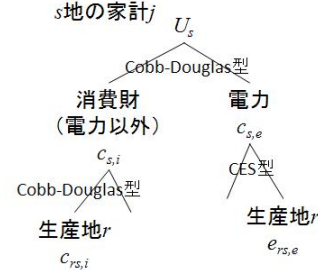 s地の家計j
U_s
Cobb-Douglas型
消費財
（電力以外）
電力
c_{s,i}
c_{s,e}
Cobb-Douglas型
CES型
生産地r
生産地r
c_{rs,i}
e_{rs,e}